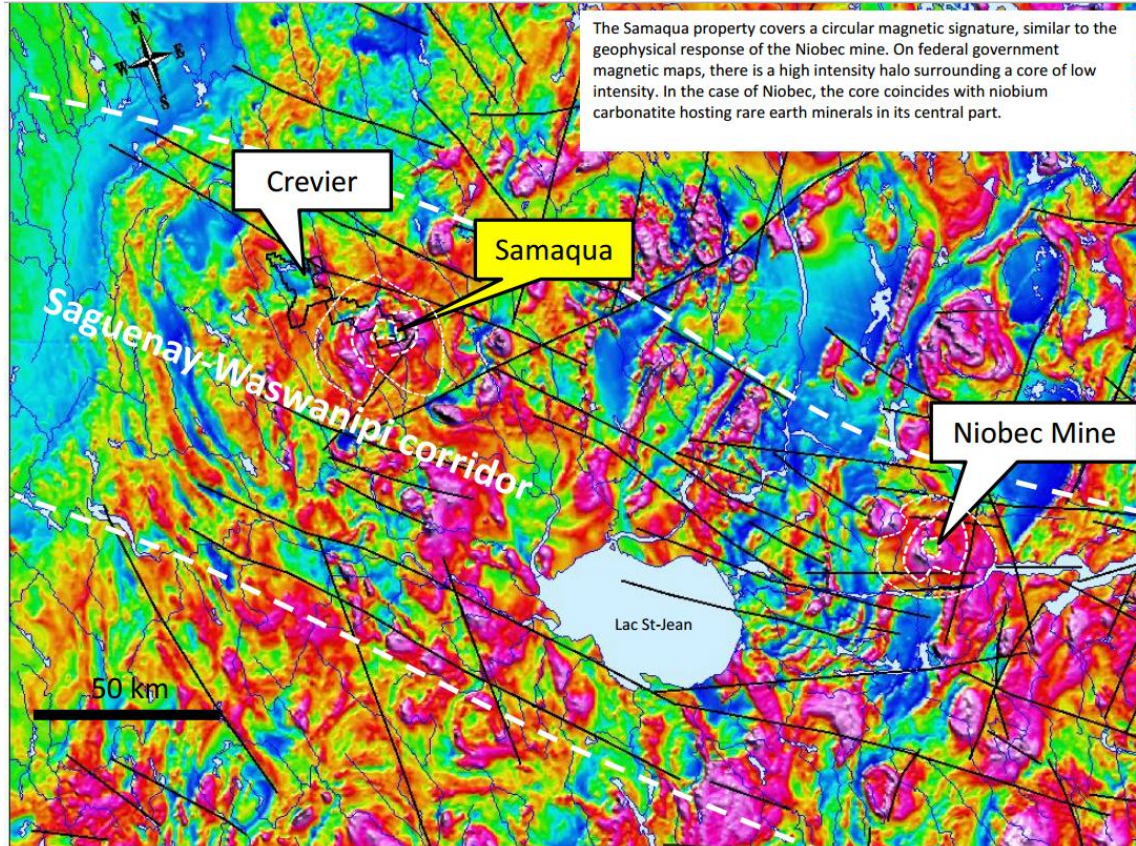 The Samaqua property covers a circular magnetic signature, similar to the
geophysical response of the Niobec mine. On federal government
magnetic maps, there is a high intensity halo surrounding a core of low
intensity. In the case of Niobec, the core coincides with niobium
carbonatite hosting rare earth minerals in its central part.
N
W E
S
Crevier
Samaqua
Saguenay-Waswanipi corridor
Niobec Mine
Lac St-Jean
50 km